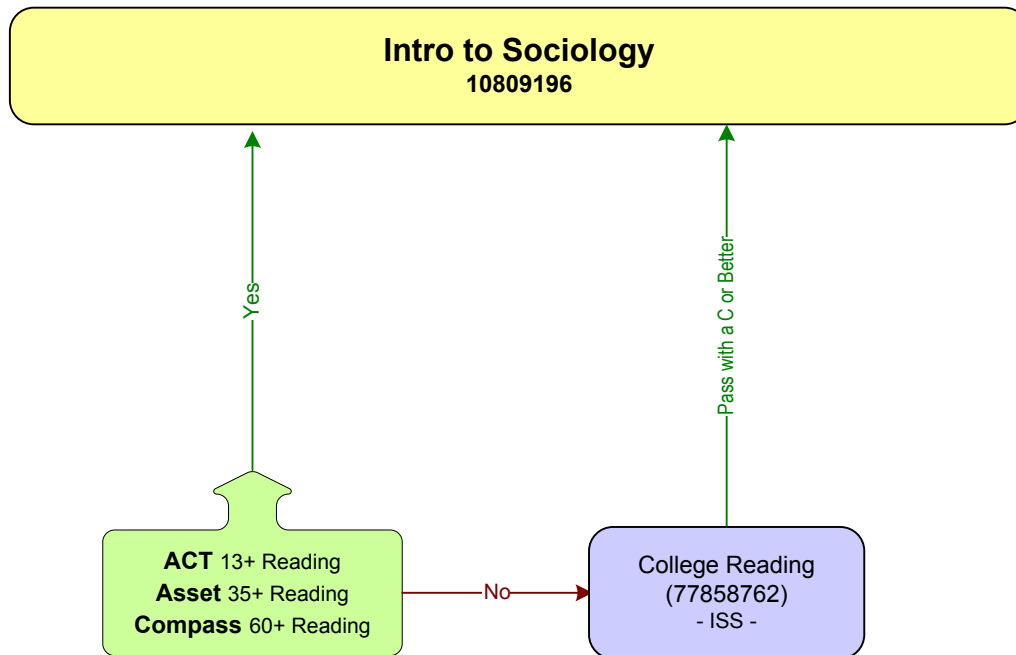 Intro to Sociology
10809196
Yes
Pass with a C or Better
ACT 13+ Reading
Asset 35+ Reading
Compass 60+ Reading
No
College Reading
(77858762)
- ISS -